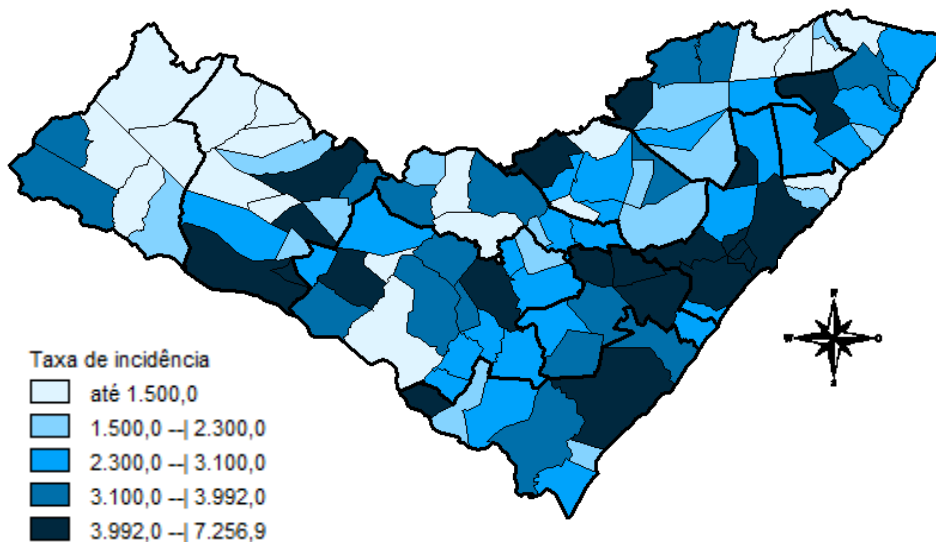 Taxa de incidência
até 1.500,0
1.500,0 --| 2.300,0
2.300,0 --| 3.100,0
3.100,0 --| 3.992,0
3.992,0 --| 7.256,9
W